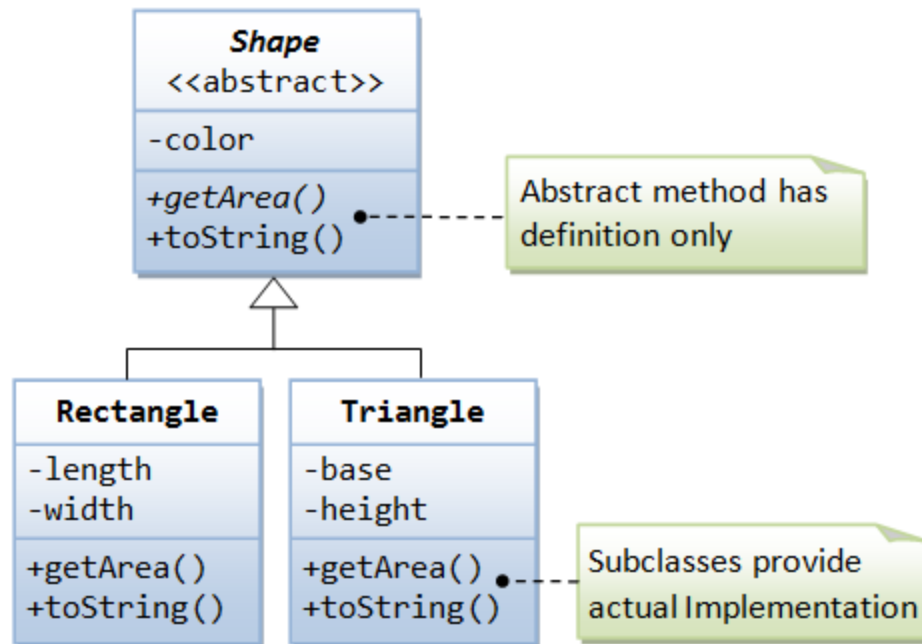 Shape
<<abstract>>
-color
+getArea()
+toString()
Abstract method has
definition only
Rectangle
-length
-width
+getArea()
+toString()
Triangle
-base
-height
+getArea()
+toString()
Subclasses provide
actual Implementation